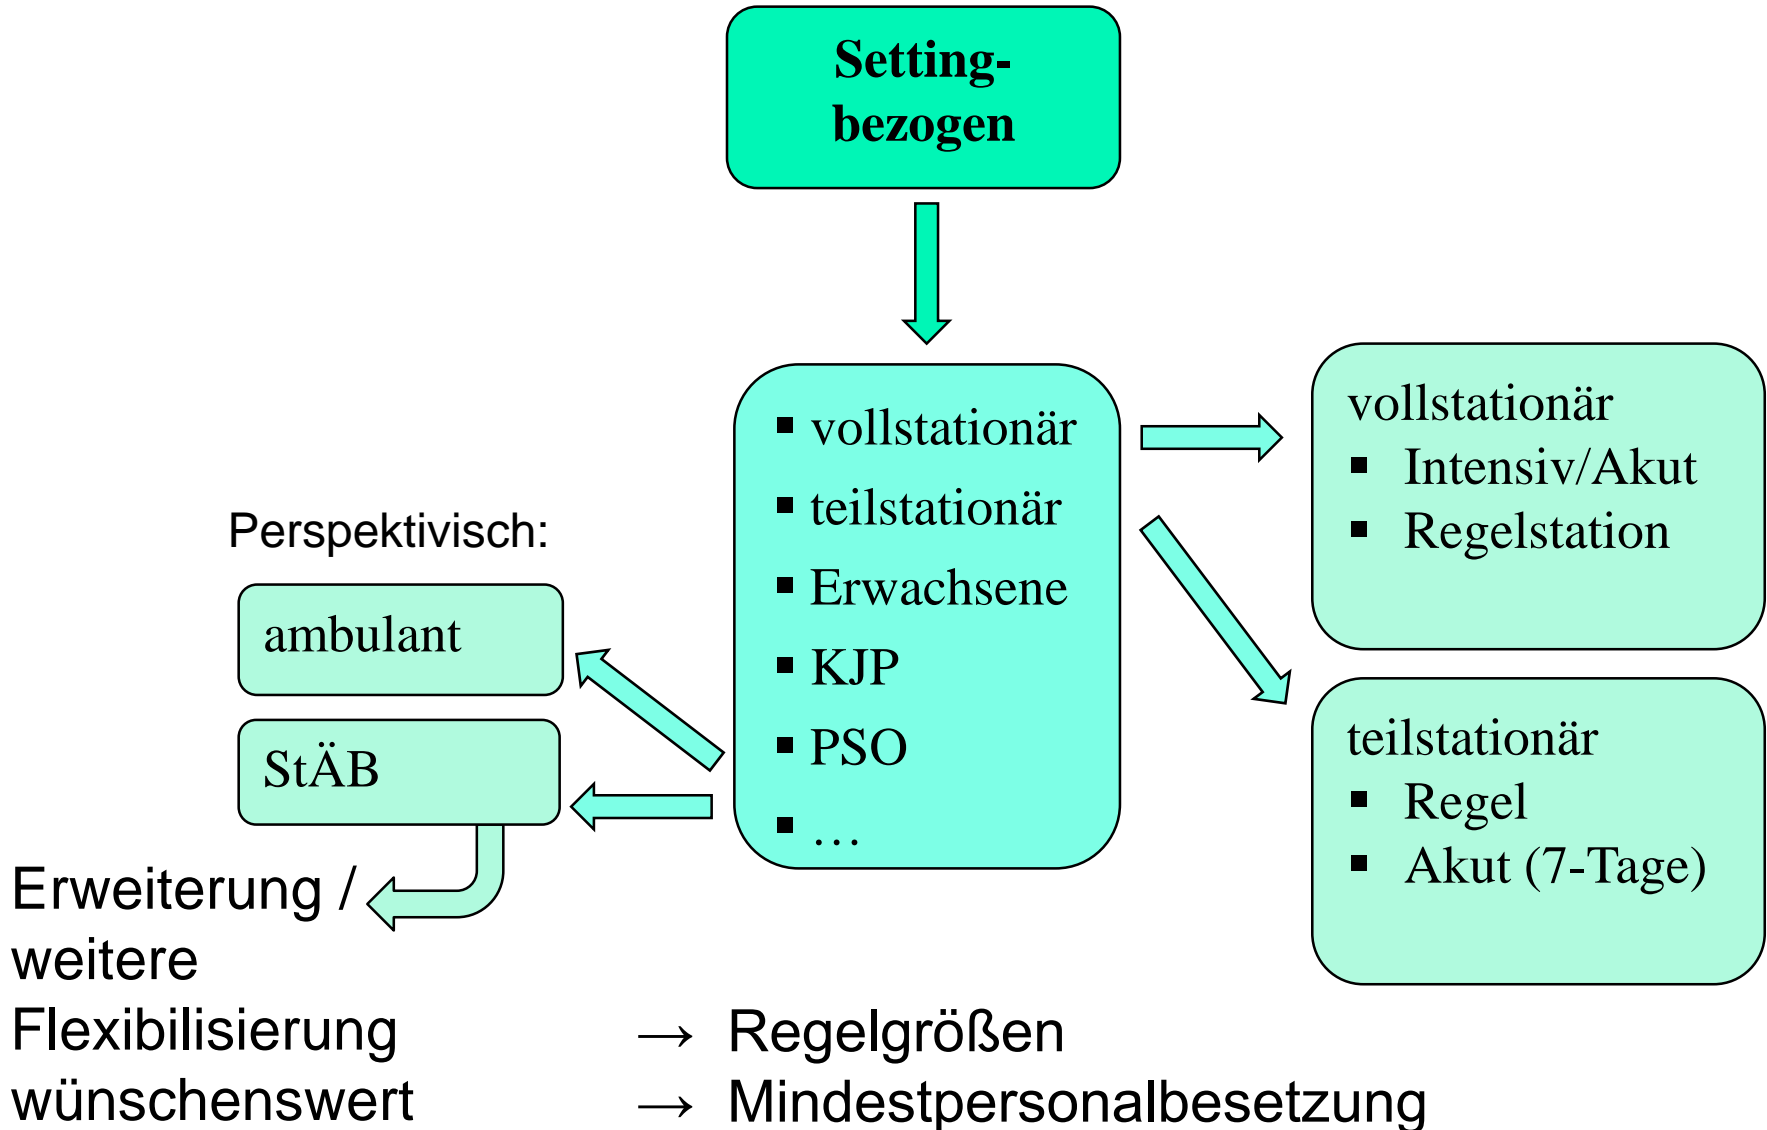 Setting-
bezogen
▪ vollstationär
▪ teilstationär
▪ Erwachsene
▪ KJP
▪ PSO
▪ …
vollstationär
▪ Intensiv/Akut
▪ Regelstation
teilstationär
▪ Regel
▪ Akut (7-Tage)
Perspektivisch:
ambulant
StÄB
Erweiterung /
weitere
Flexibilisierung
wünschenswert
→ Regelgrößen
→ Mindestpersonalbesetzung